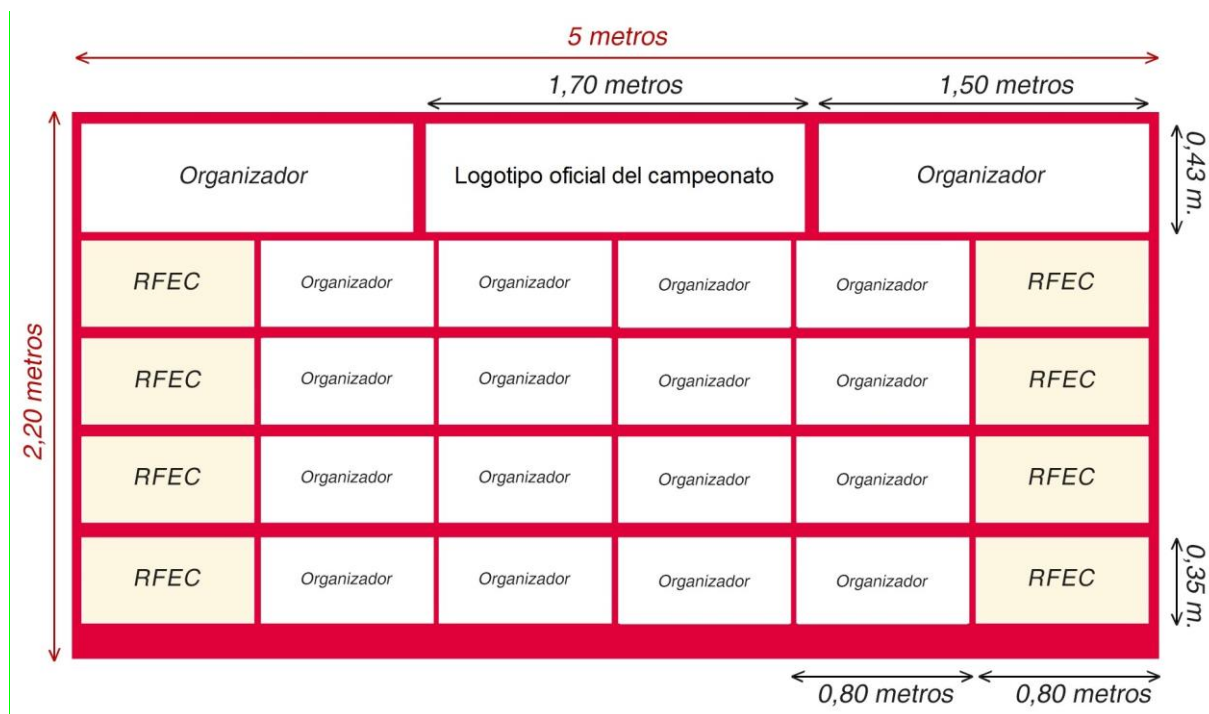 5 metros
1,70 metros 1,50 metros
Organizador Logotipo oficial del campeonato Organizador
0,43 m.
RFEC Organizador Organizador Organizador Organizador RFEC
2,20 metros
RFEC Organizador Organizador Organizador Organizador RFEC
RFEC Organizador Organizador Organizador Organizador RFEC
RFEC Organizador Organizador Organizador Organizador RFEC
0,35 m.
0,80 metros 0,80 metros